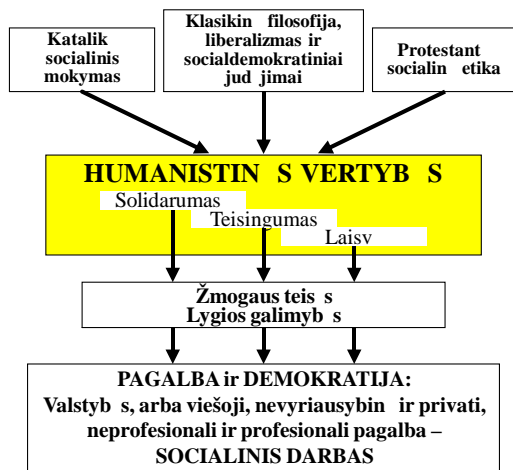 Katalik
socialinis
mokymas
Klasikin filosofija,
liberalizmas ir
socialdemokratiniai
jud jimai
Protestant
socialin etika
HUMANISTIN S VERTYB S
Solidarumas
Teisingumas
Laisv
Žmogaus teis s
Lygios galimyb s
PAGALBA ir DEMOKRATIJA:
Valstyb s, arba viešoji, nevyriausybin ir privati,
neprofesionali ir profesionali pagalba –
SOCIALINIS DARBAS